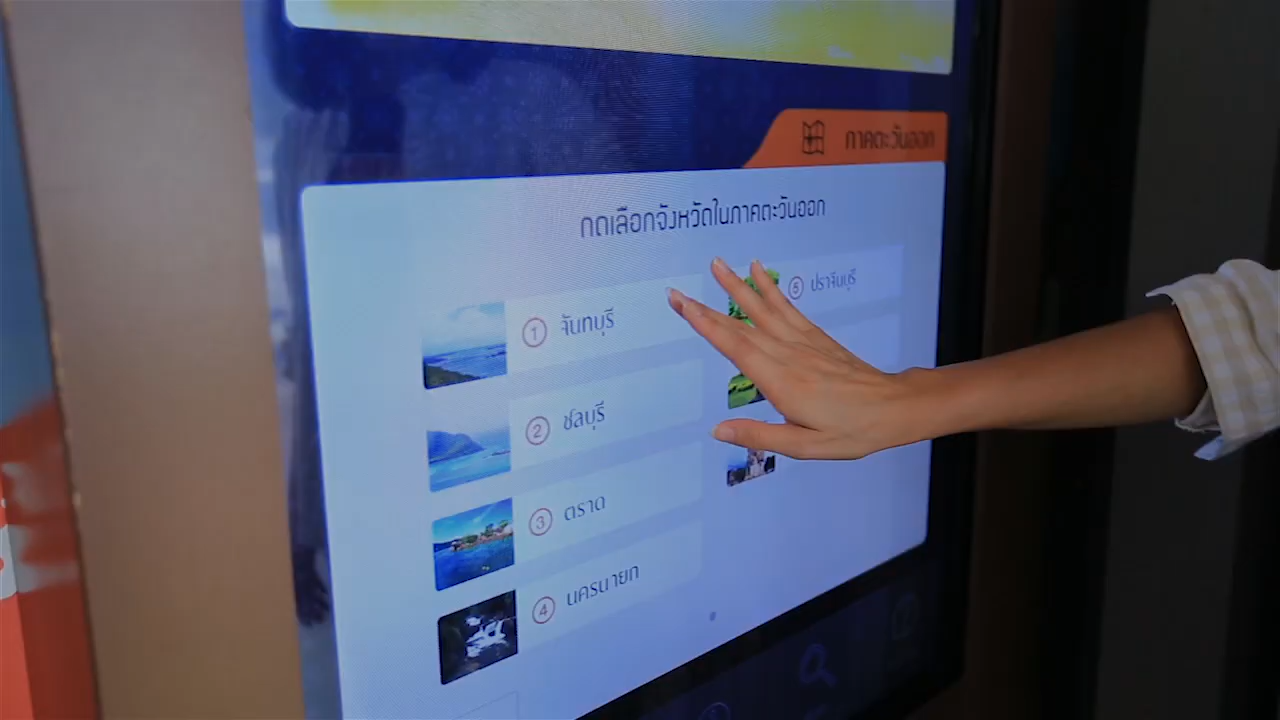 ภาคตะวันออก
กดเลือกจังหวัดในภาคตะวันออก
1 จันทบุรี
2 ชลบุรี
3 ตราด
4 นครนายก
5 ปราจีนบุรี